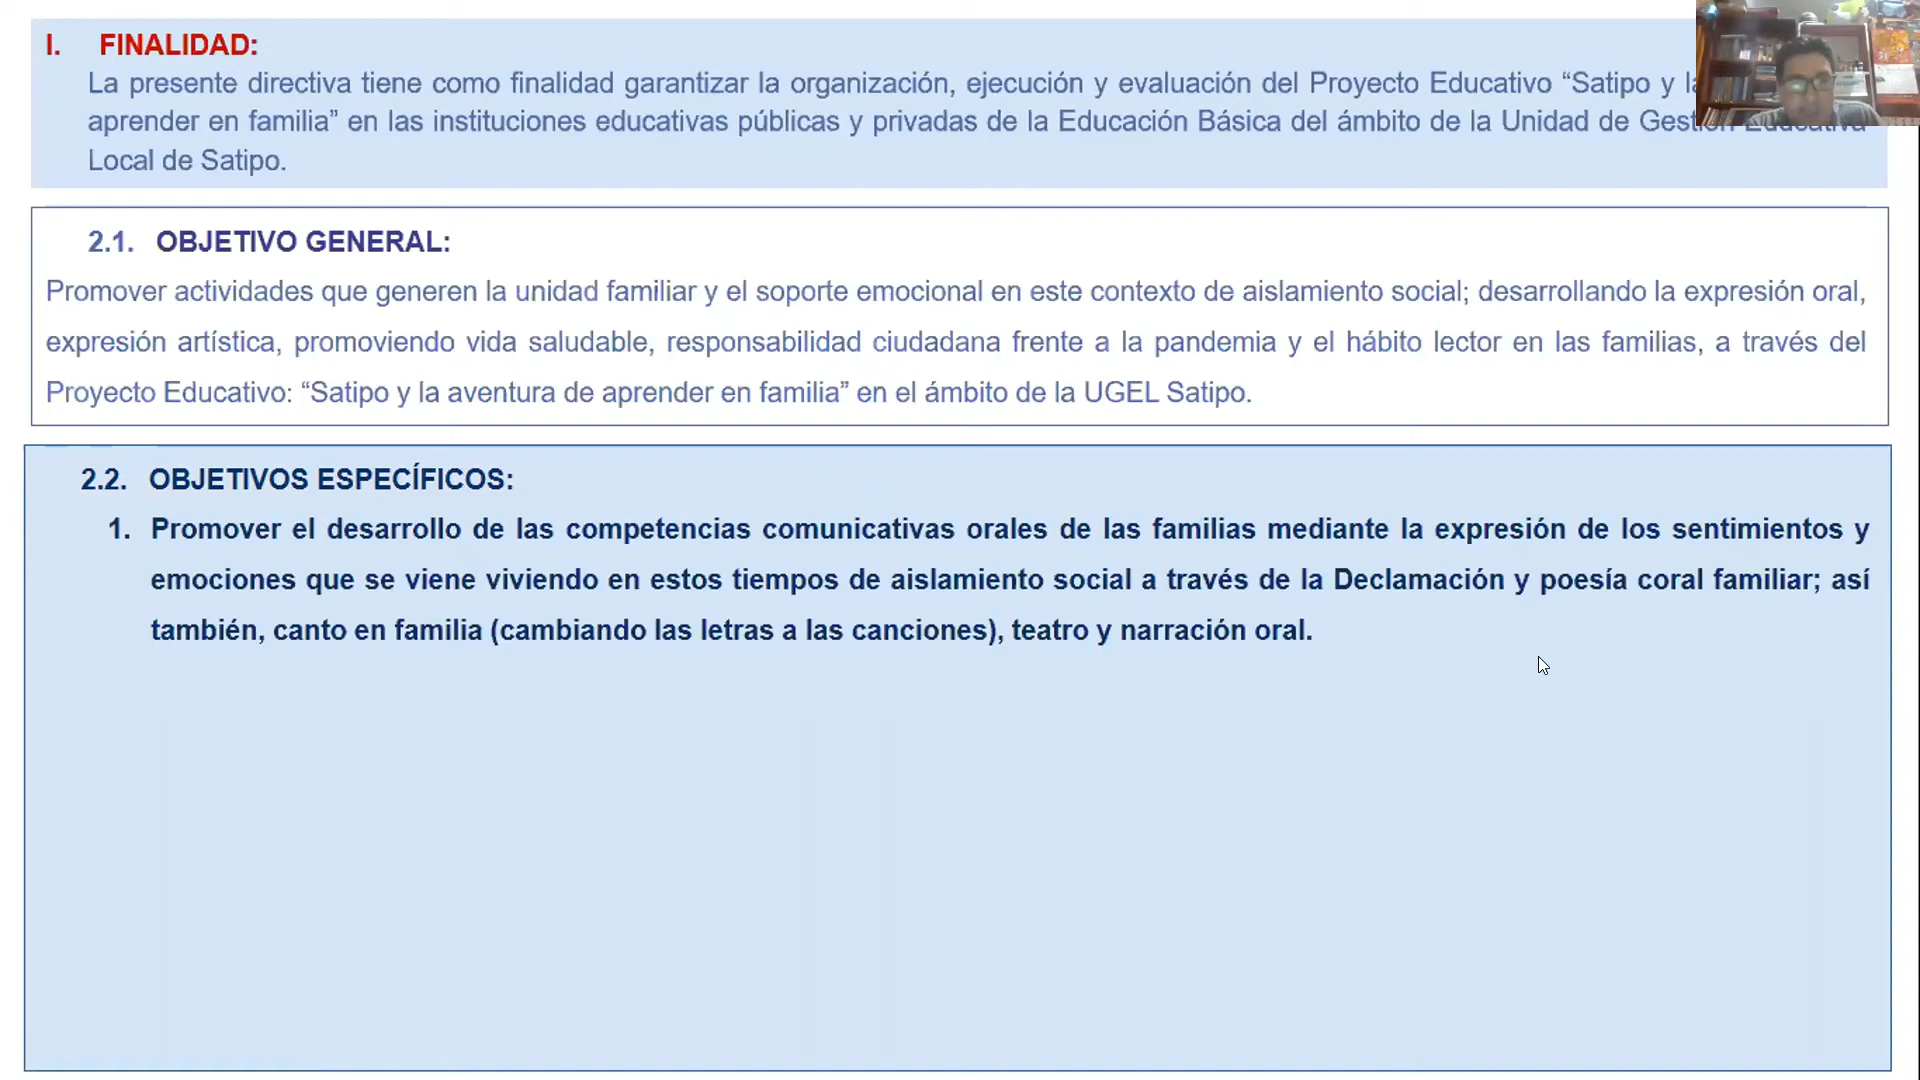 I. FINALIDAD:
La presente directiva tiene como finalidad garantizar la organización, ejecución y evaluación del Proyecto Educativo “Satipo y
aprender en familia” en las instituciones educativas públicas y privadas de la Educación Básica del ámbito de la Unidad de Gestión Educativa
Local de Satipo.
2.1. OBJETIVO GENERAL:
Promover actividades que generen la unidad familiar y el soporte emocional en este contexto de aislamiento social; desarrollando la expresión oral,
expresión artística, promoviendo vida saludable, responsabilidad ciudadana frente a la pandemia y el hábito lector en las familias, a través del
Proyecto Educativo: “Satipo y la aventura de aprender en familia” en el ámbito de la UGEL Satipo.
2.2. OBJETIVOS ESPECÍFICOS:
1. Promover el desarrollo de las competencias comunicativas orales de las familias mediante la expresión de los sentimientos y
emociones que se viene viviendo en estos tiempos de aislamiento social a través de la Declamación y poesía coral familiar; así
también, canto en familia (cambiando las letras a las canciones), teatro y narración oral.